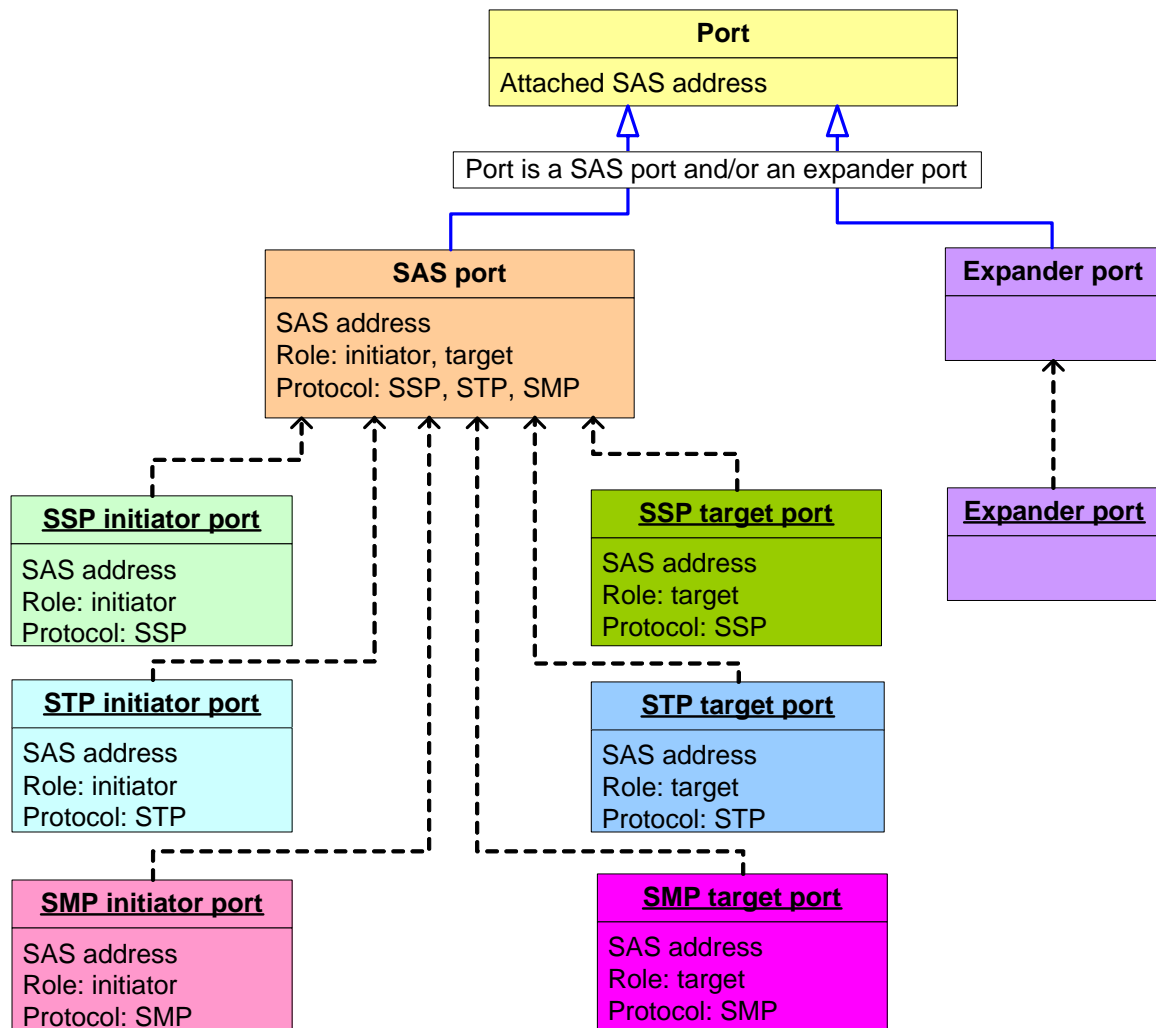 Port
Attached SAS address
Port is a SAS port and/or an expander port
SAS port
SAS address
Role: initiator, target
Protocol: SSP, STP, SMP
Expander port
SSP initiator port
SAS address
Role: initiator
Protocol: SSP
SSP target port
SAS address
Role: target
Protocol: SSP
Expander port
STP initiator port
SAS address
Role: initiator
Protocol: STP
STP target port
SAS address
Role: target
Protocol: STP
SMP initiator port
SAS address
Role: initiator
Protocol: SMP
SMP target port
SAS address
Role: target
Protocol: SMP